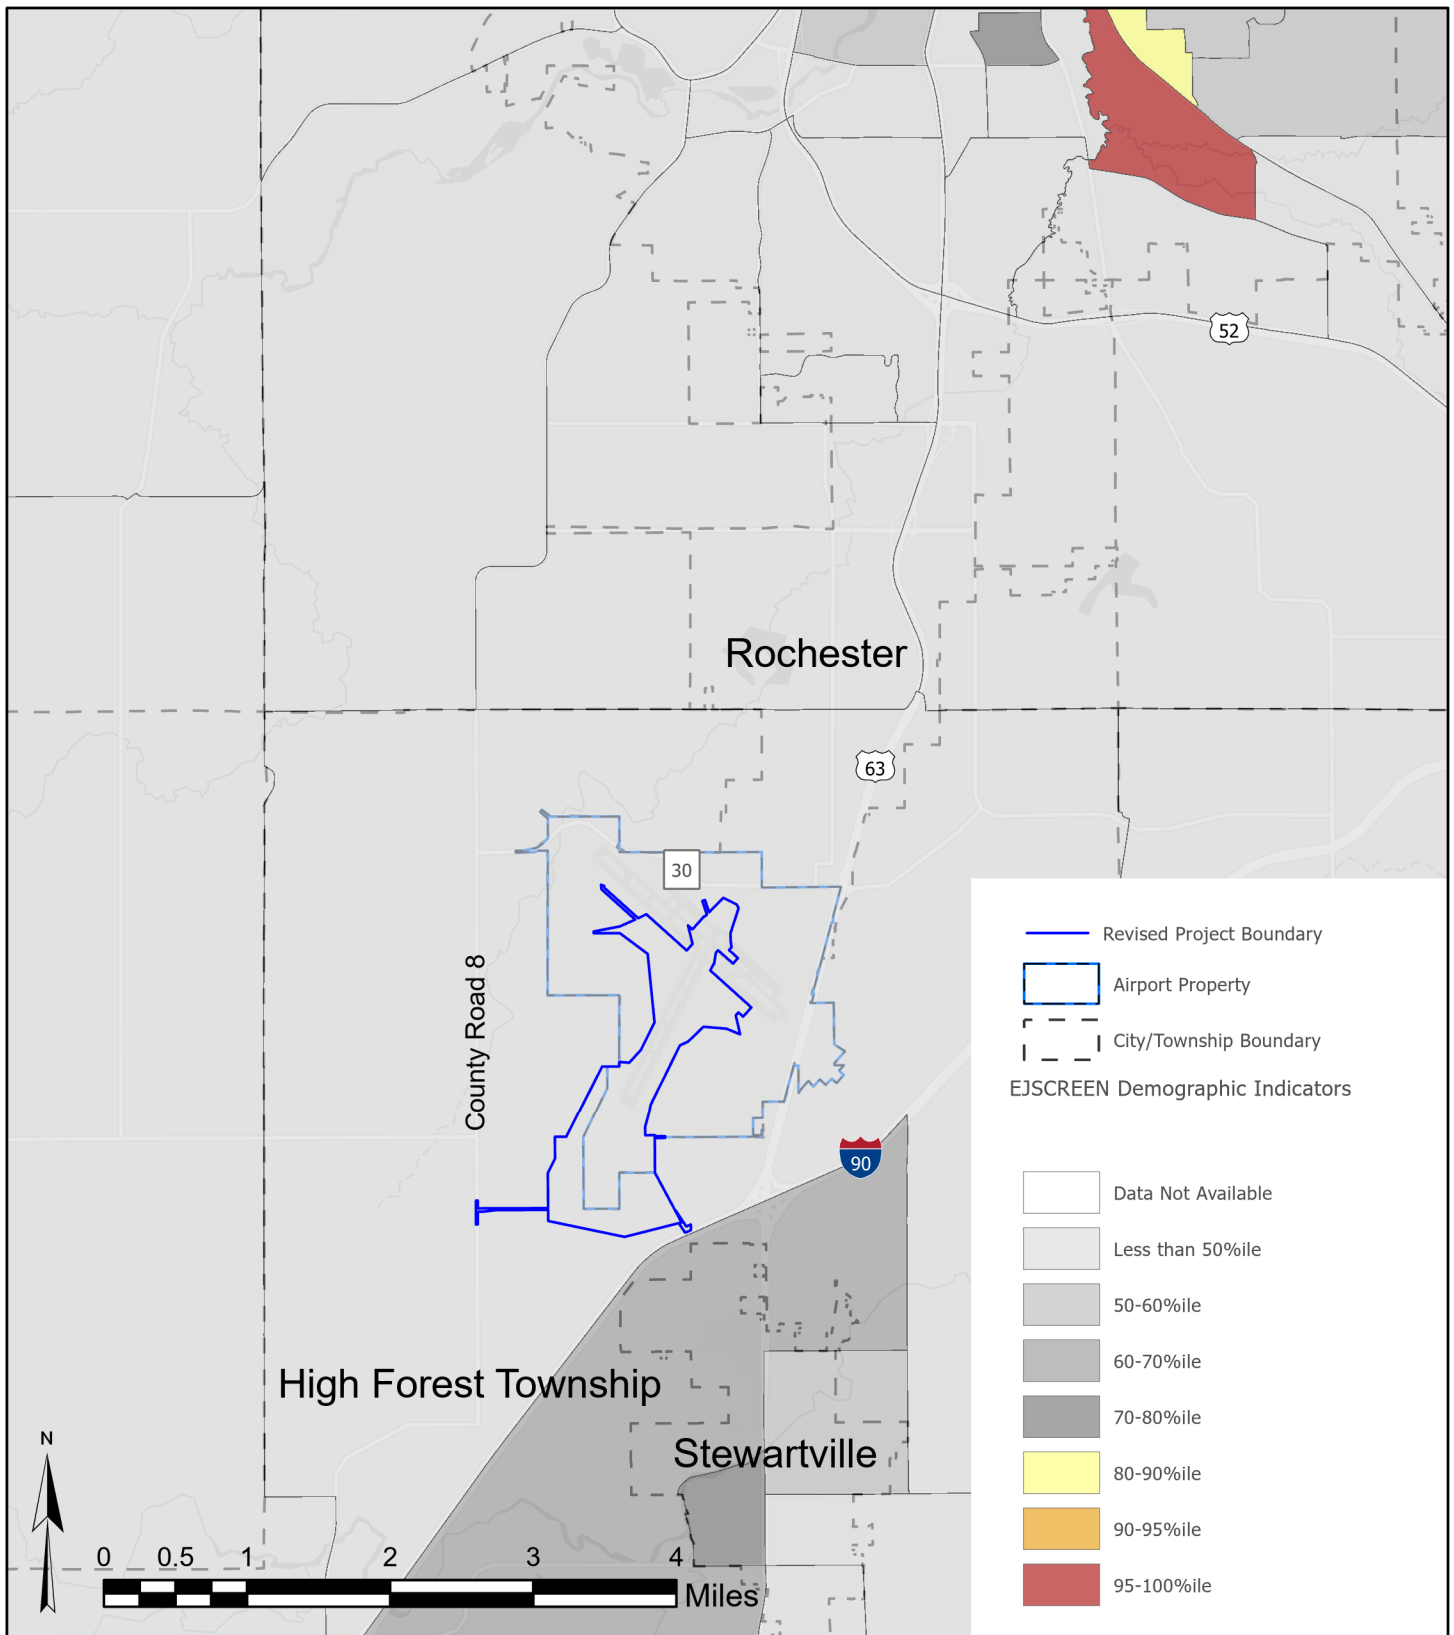 52
Rochester
63
30
County Road 8
90
High Forest Township
Stewartville
N
0 0.5 1 2 3 4
Miles
Revised Project Boundary
Airport Property
City/Township Boundary
EJSCREEN Demographic Indicators
Data Not Available
Less than 50%ile
50-60%ile
60-70%ile
70-80%ile
80-90%ile
90-95%ile
95-100%ile